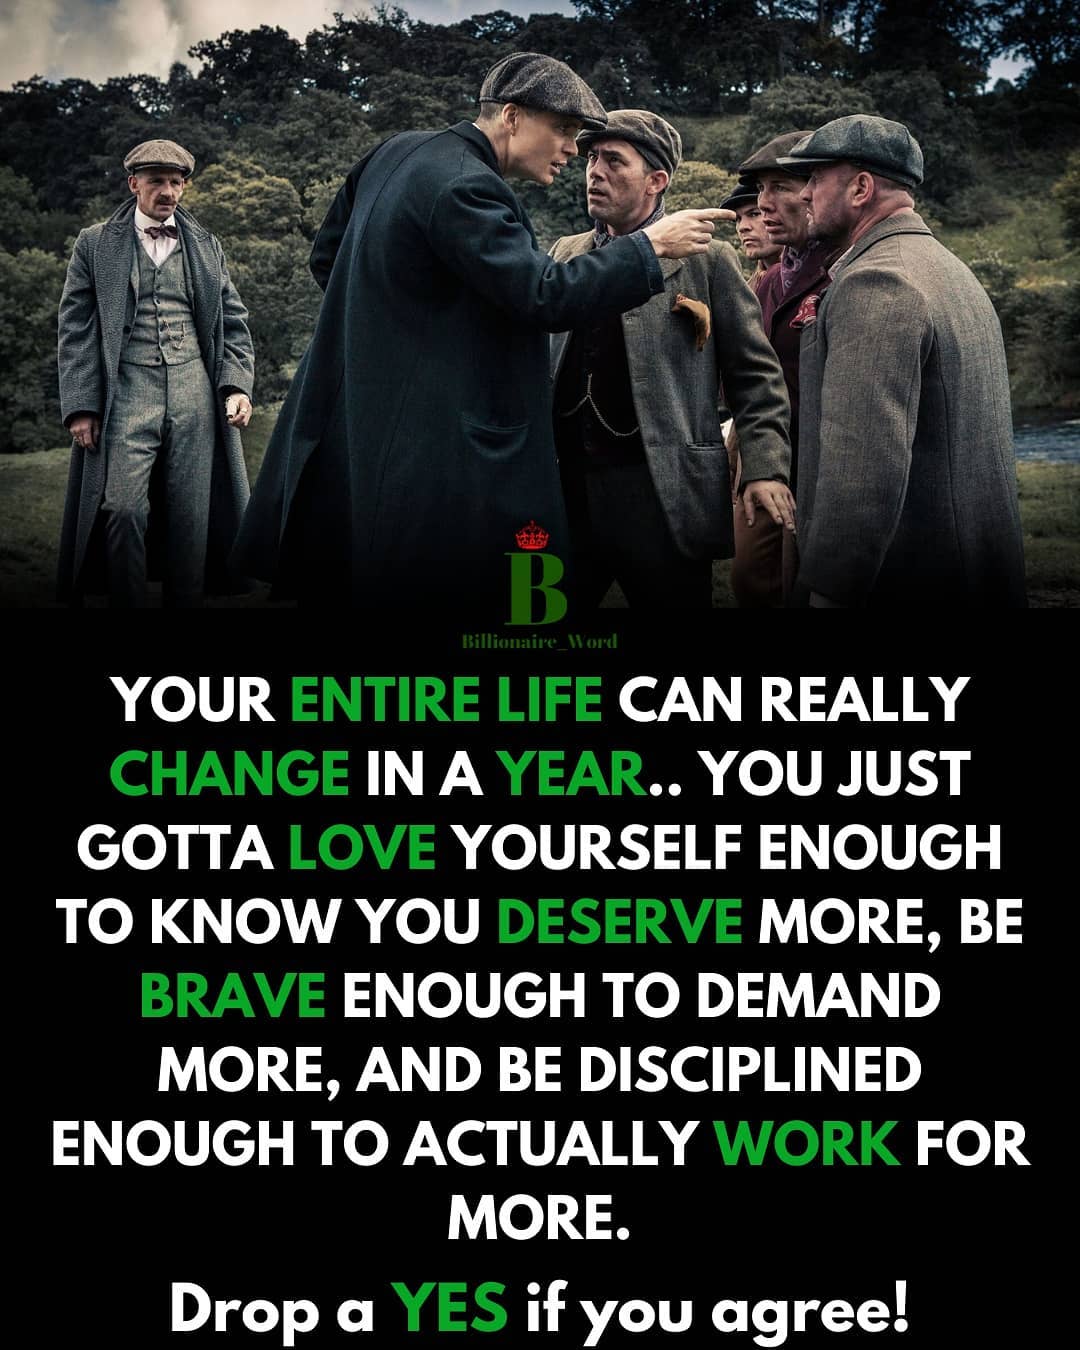 B
Billionaire_Word
YOUR ENTIRE LIFE CAN REALLY
CHANGE IN A YEAR.. YOU JUST
GOTTA LOVE YOURSELF ENOUGH
TO KNOW YOU DESERVE MORE, BE
BRAVE ENOUGH TO DEMAND
MORE, AND BE DISCIPLINED
ENOUGH TO ACTUALLY WORK FOR
MORE.
Drop a YES if you agree!